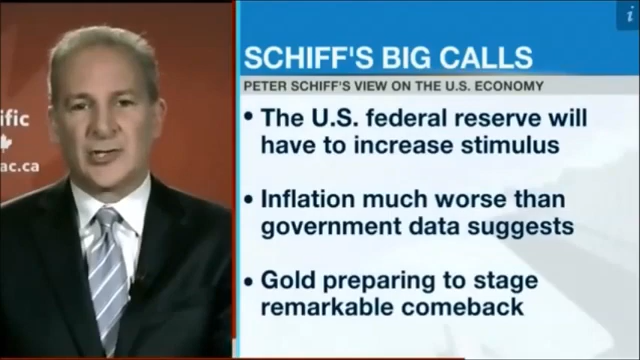 ific
ac.ca
i
SCHIFF'S BIG CALLS
PETER SCHIFF'S VIEW ON THE U.S. ECONOMY
• The U.S. federal reserve will
have to increase stimulus
• Inflation much worse than
government data suggests
• Gold preparing to stage
remarkable comeback